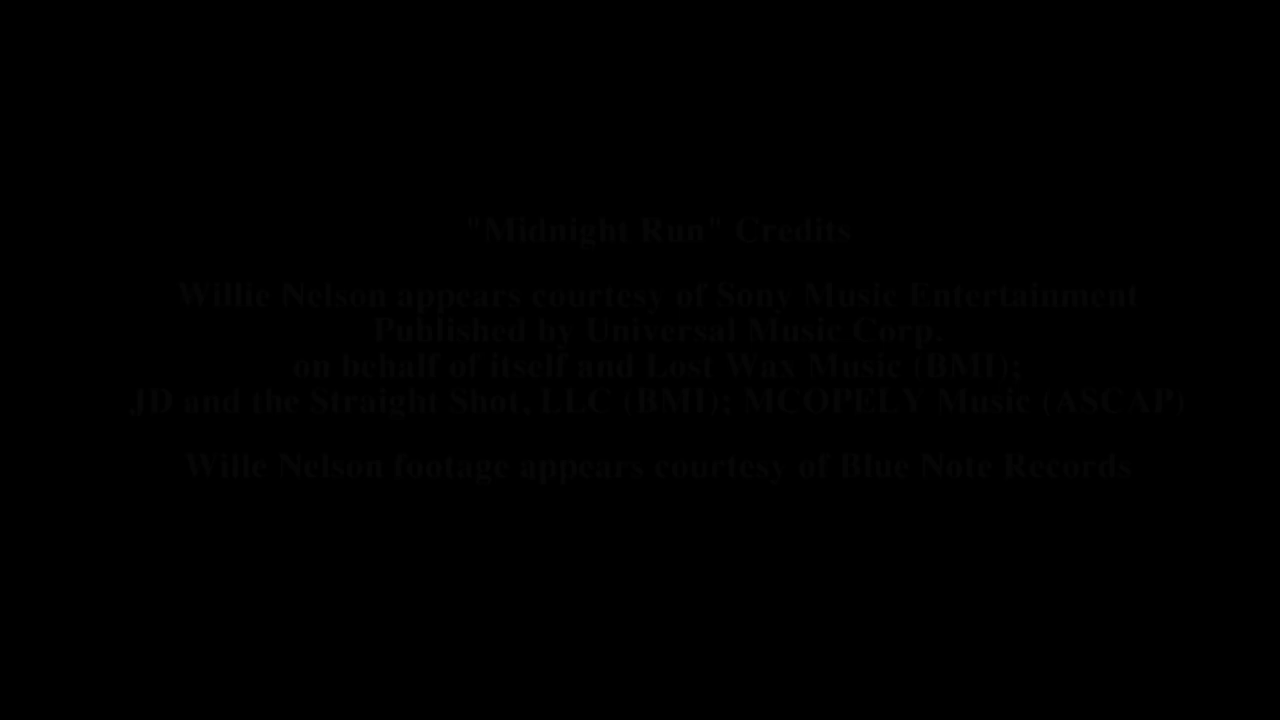 "Midnight Run" Credits
Willie Nelson appears courtesy of Sony Music Entertainment
Published by Universal Music Corp.
on behalf of itself and Lost Wax Music (BMI);
JD and the Straight Shot, LLC (BMI); MCOPELY Music (ASCAP)
Wille Nelson footage appears courtesy of Blue Note Records